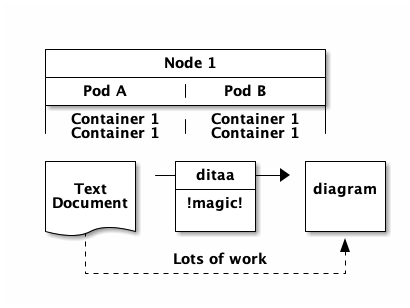 Node 1
Pod A Pod B
Container 1 Container 1
Container 1 Container 1
Text
Document
ditaa
!magic!
diagram
Lots of work